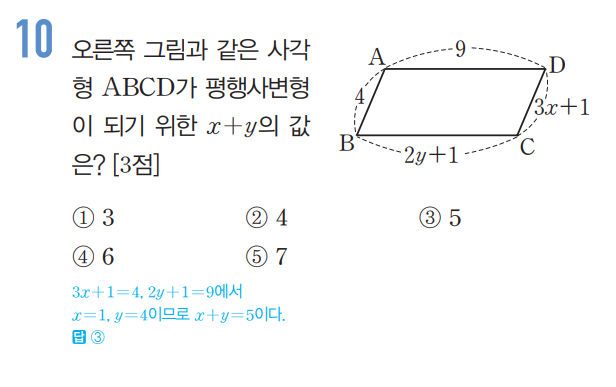 10
오른쪽 그림과 같은 사각
형 ABCD가 평행사변형
이 되기 위한 x+y의 값
은? [3점]
A
9
D
4
3x+1
B
2y+1
C
① 3
② 4
③ 5
④ 6
⑤ 7
3x+1=4, 2y+1=9에서
x=1, y=4이므로 x+y=5이다.
답 ③